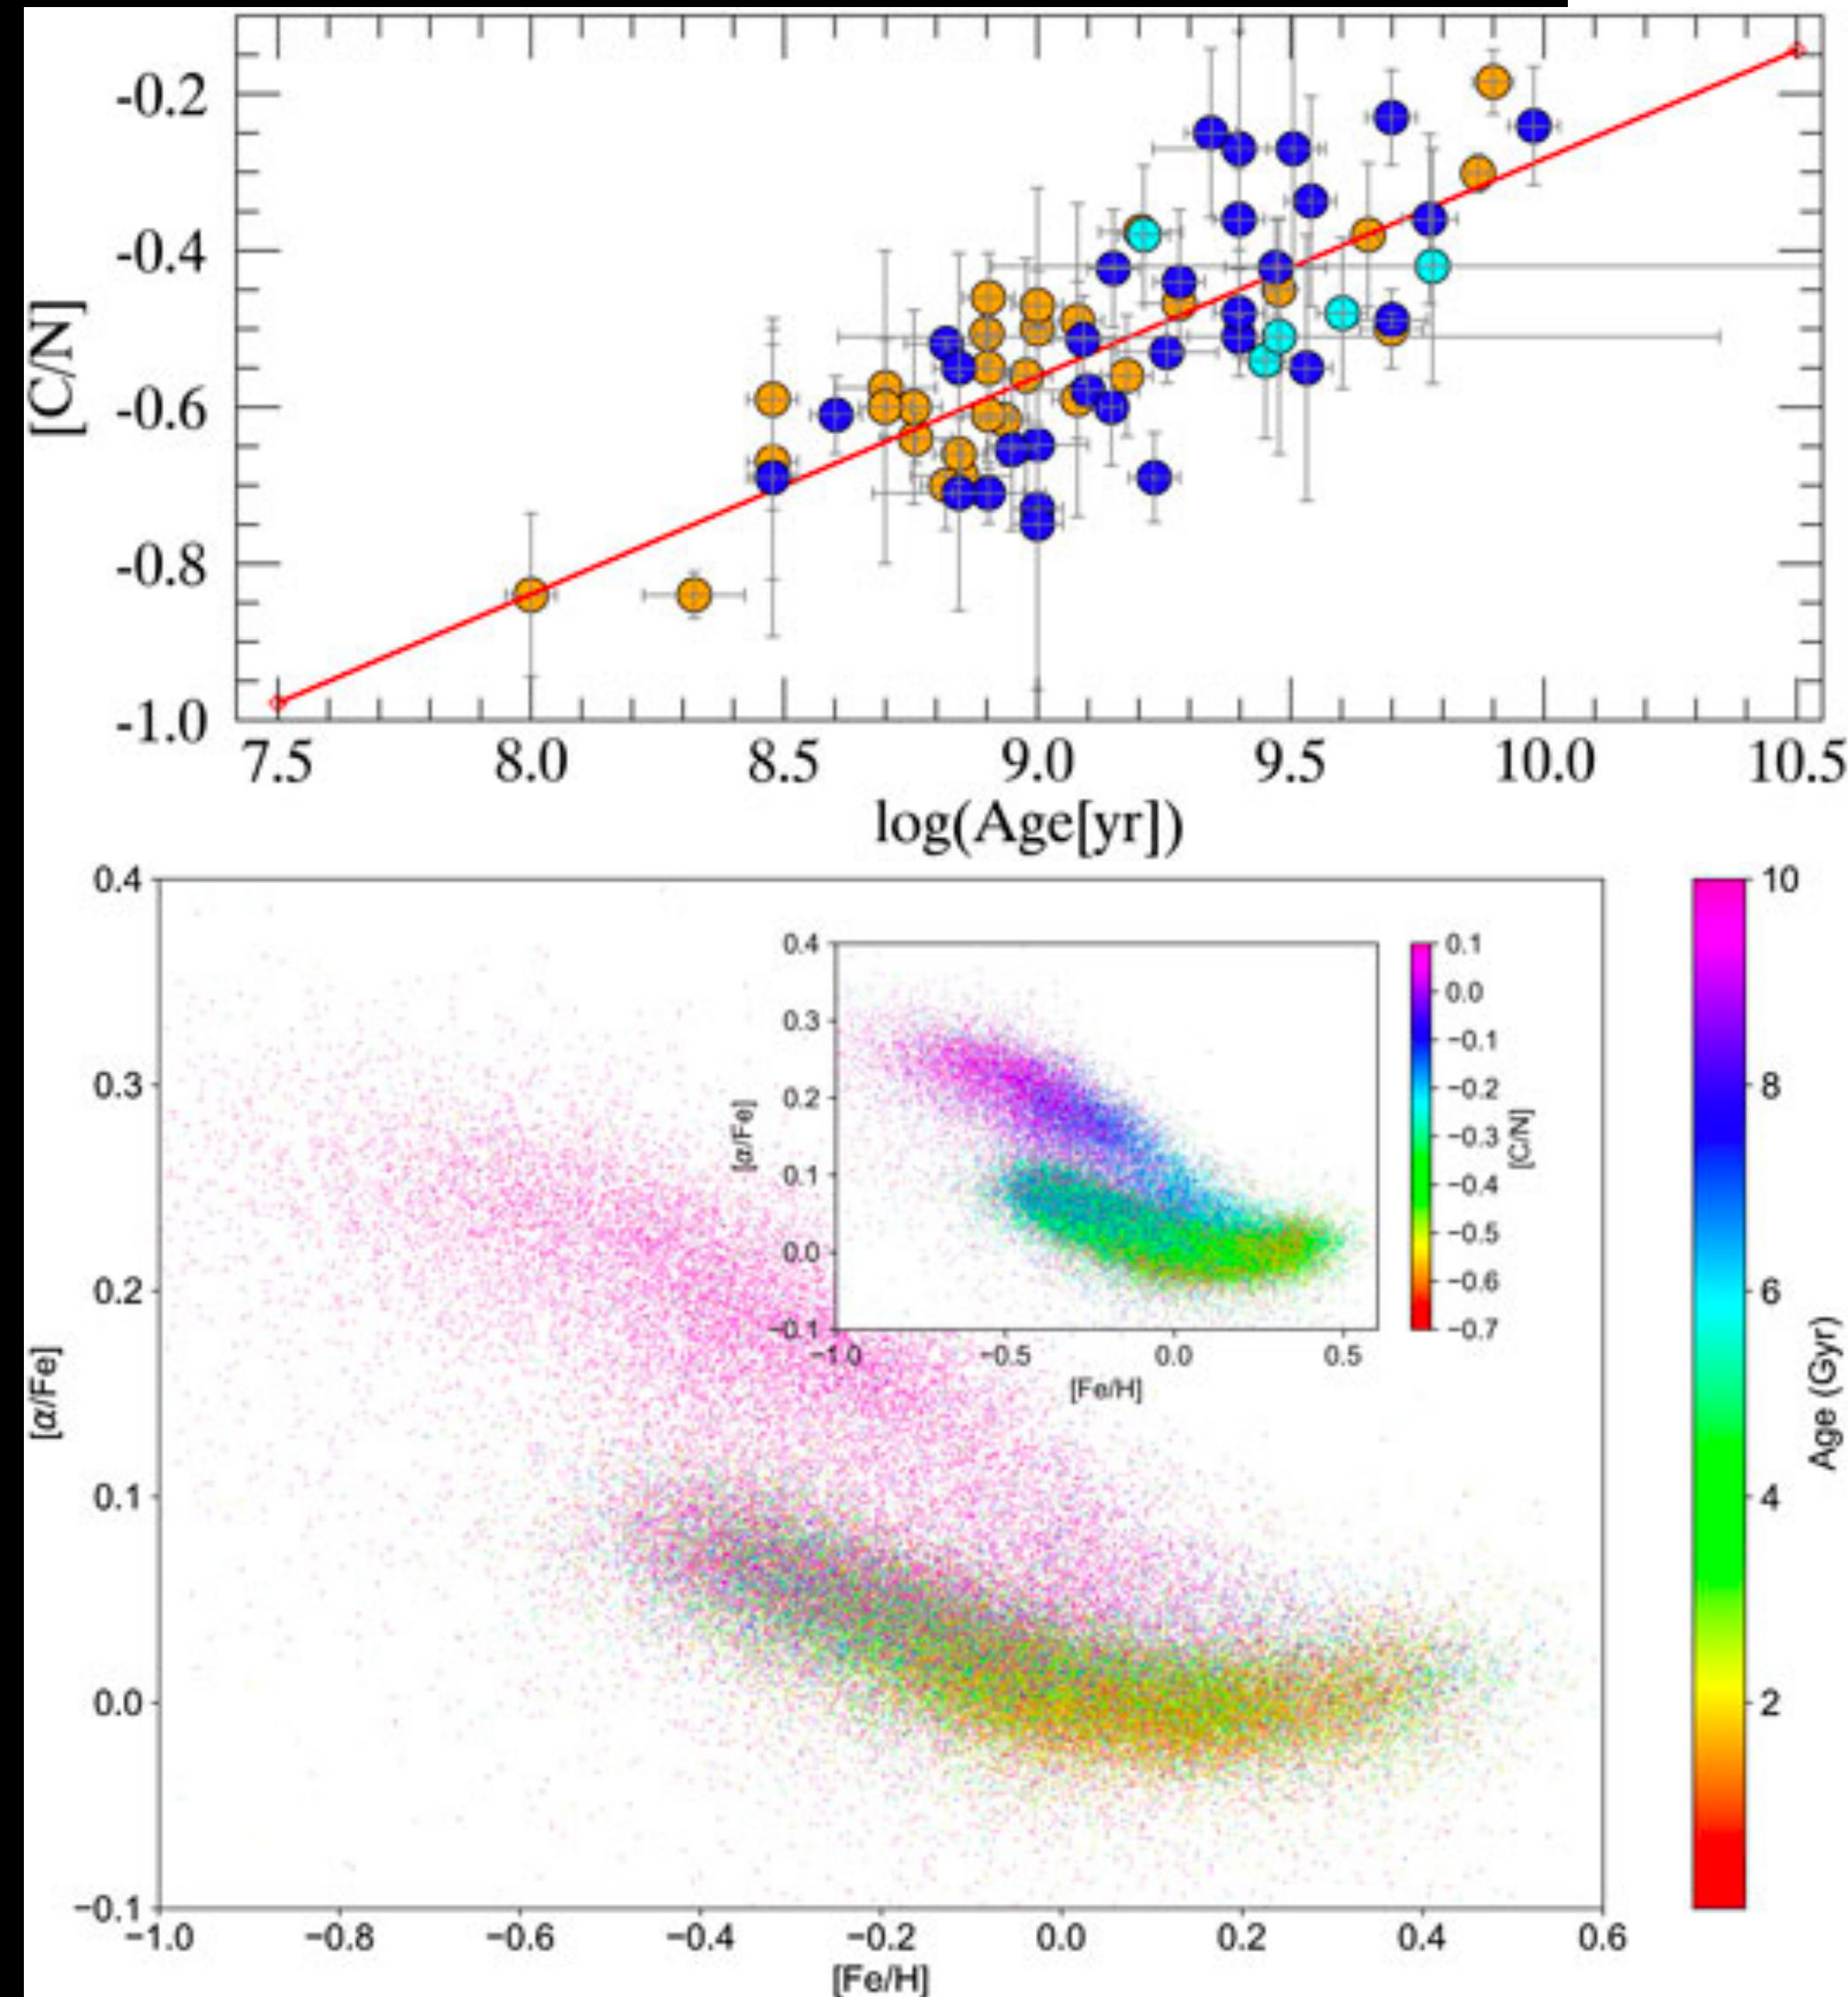 -0.2
-0.4
-0.6
-0.8
-1.0
[C/N]
7.5 8.0 8.5 9.0 9.5 10.0 10.5
log(Age[yr])
0.4
0.3
0.2
0.1
0.0
−0.1
[α/Fe]
−1.0 −0.8 −0.6 −0.4 −0.2 0.0 0.2 0.4 0.6
[Fe/H]
0.4
0.3
0.2
0.1
0.0
−0.1
[α/Fe]
−1.0 −0.5 0.0 0.5
[Fe/H]
0.1
0.0
−0.1
−0.2
−0.3
−0.4
−0.5
−0.6
−0.7
[C/N]
10
8
6
4
2
Age (Gyr)